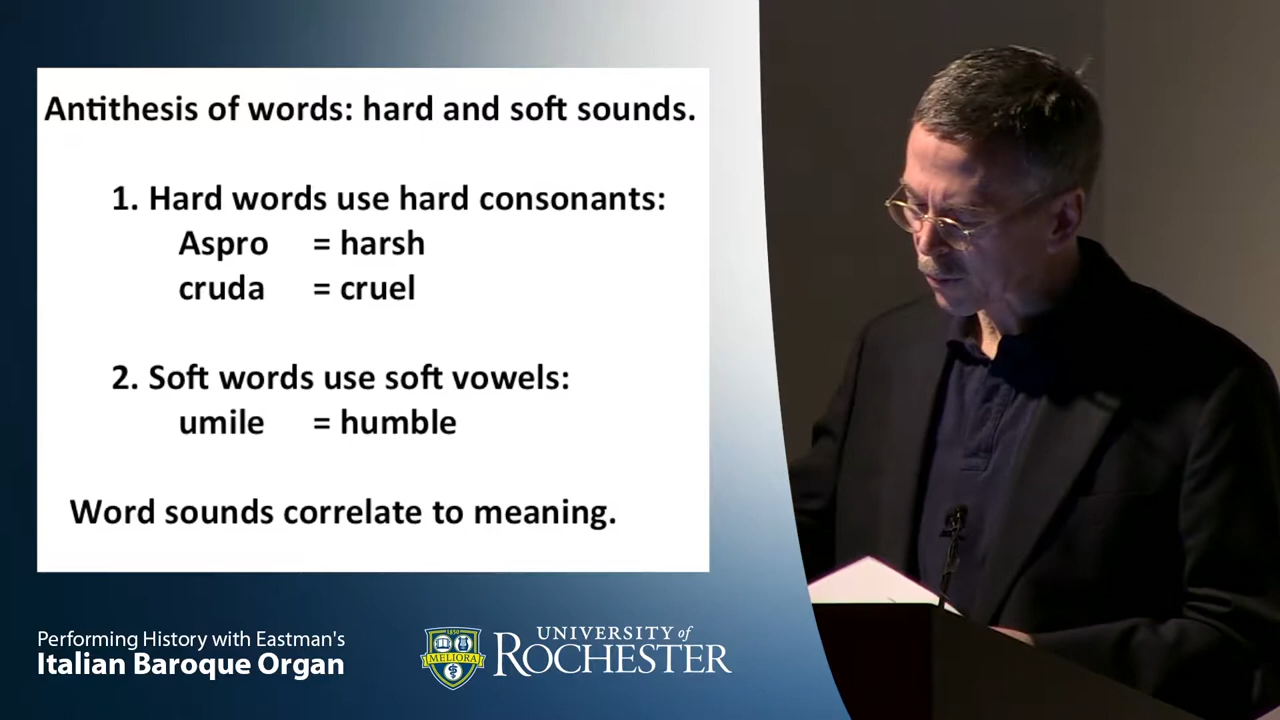 Antithesis of words: hard and soft sounds.
1. Hard words use hard consonants:
Aspro = harsh
cruda = cruel
2. Soft words use soft vowels:
umile = humble
Word sounds correlate to meaning.
Performing History with Eastman's
Italian Baroque Organ
1850
MELIORA
UNIVERSITY of
ROCHESTER